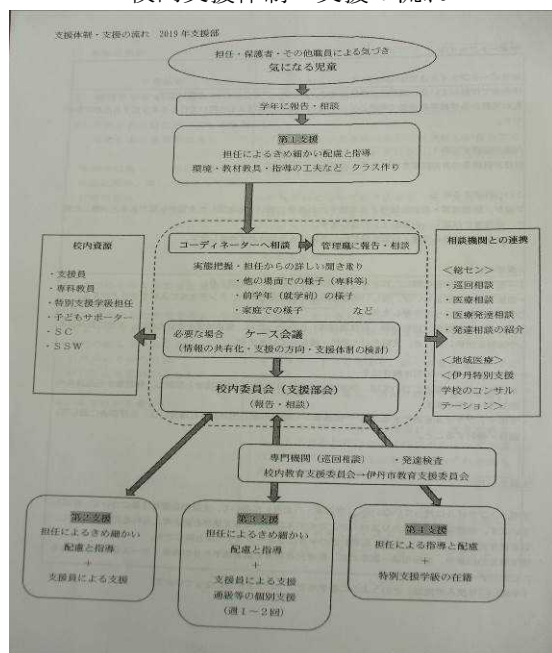 校内支援体制・支援の流れ
支援体制・支援の流れ 2019年支援部
担任・保護者・その他職員による気づき
気になる児童
学年に報告・相談
第1支援
担任によるきめ細かい配慮と指導
環境・教材教具・指導の工夫など クラス作り
コーディネーターへ相談
管理職に報告・相談
実態把握・担任からの詳しい聞き取り
・他の場面での様子(専科等)
・前学年(就学前)の様子
・家庭での様子 など
必要な場合 ケース会議
(情報の共有化・支援の方向・支援体制の検討)
校内委員会(支援部会)
(報告・相談)
校内資源
・支援員
・専科教員
・特別支援学級担任
・子どもサポーター
・SC
・SSW
相談機関との連携
<総セン>
・巡回相談
・医療相談
・医療発達相談
・発達相談の紹介
<地域医療>
<伊丹特別支援
学校のコンサル
テーション>
専門機関(巡回相談) ・発達検査
校内教育支援委員会→伊丹市教育支援委員会
第2支援
担任によるきめ細かい
配慮と指導
+
支援員による支援
第3支援
担任によるきめ細かい
配慮と指導
+
支援員による支援
通級等の個別支援
(週1~2回)
第4支援
担任による指導と配慮
+
特別支援学級の在籍